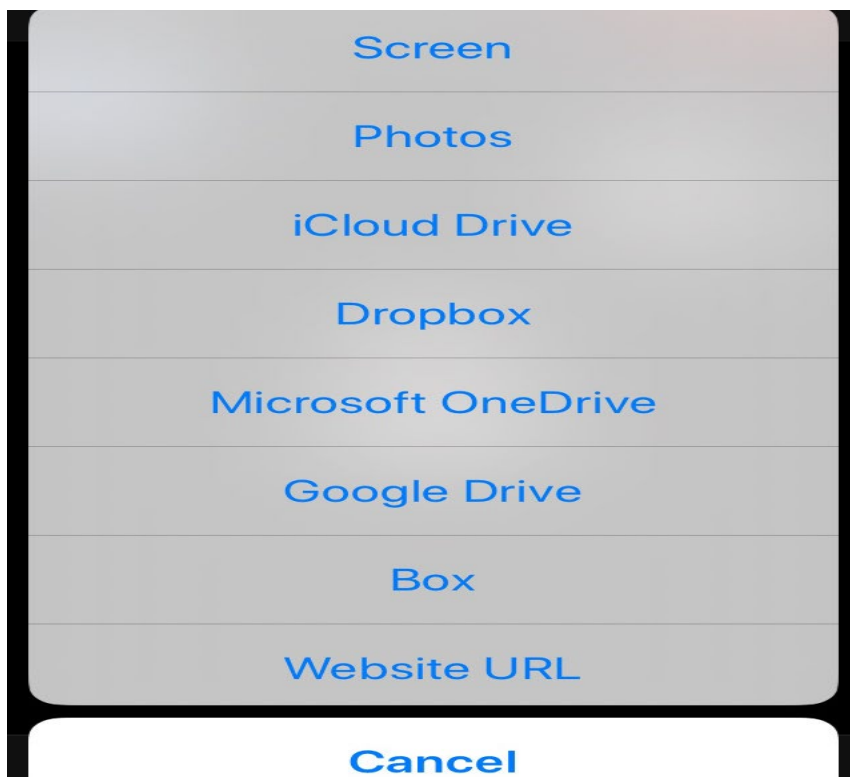 Screen
Photos
iCloud Drive
Dropbox
Microsoft OneDrive
Google Drive
Box
Website URL
Cancel